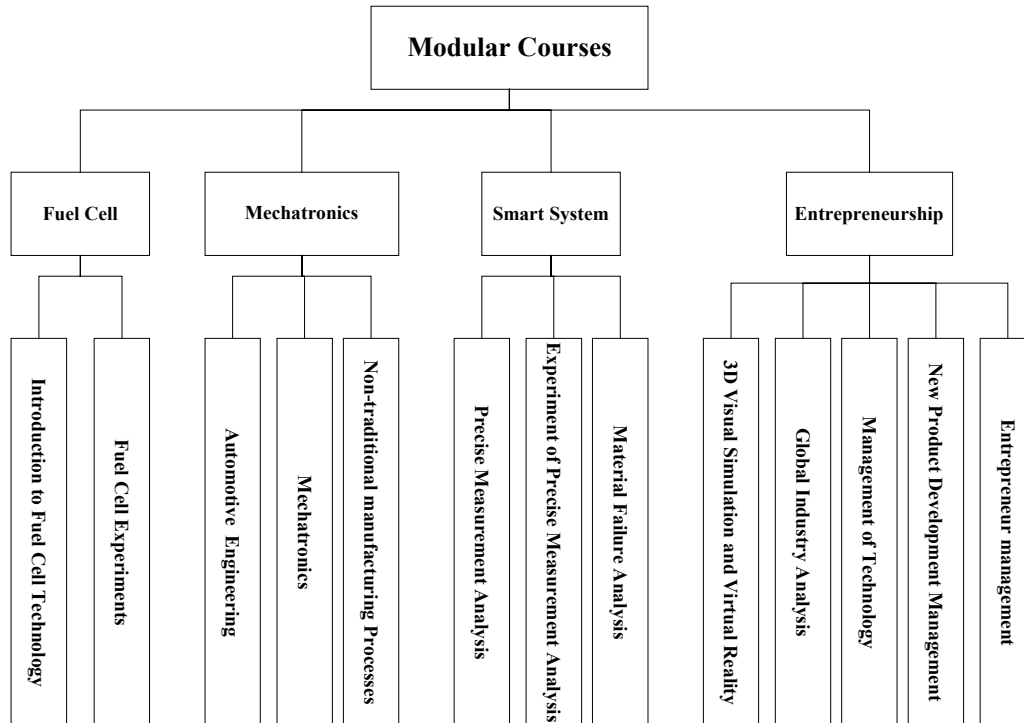 Modular Courses
Fuel Cell
Mechatronics
Smart System
Entrepreneurship
Introduction to Fuel Cell Technology
Fuel Cell Experiments
Automotive Engineering
Mechatronics
Non-traditional manufacturing Processes
Precise Measurement Analysis
Experiment of Precise Measurement Analysis
Material Failure Analysis
3D Visual Simulation and Virtual Reality
Global Industry Analysis
Management of Technology
New Product Development Management
Entrepreneur management